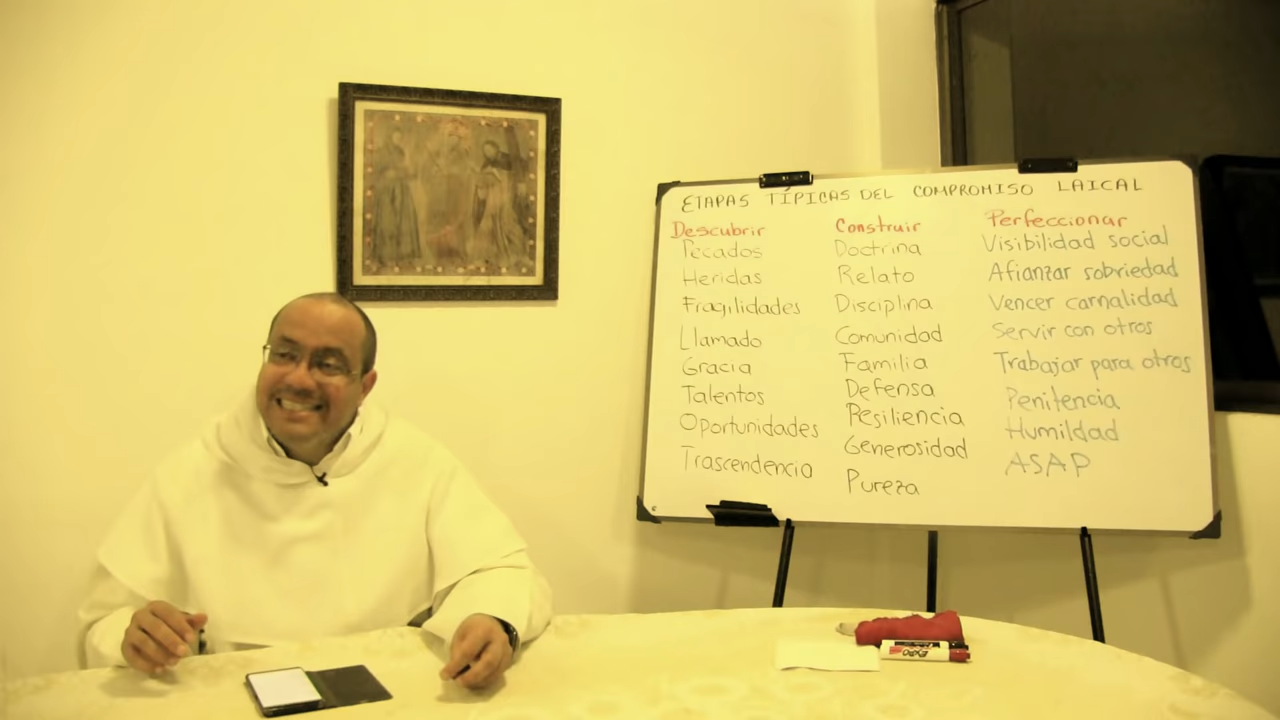 ETAPAS TÍPICAS DEL COMPROMISO LAICAL
Descubrir
Pecados
Heridas
Fragilidades
Llamado
Gracia
Talentos
Oportunidades
Trascendencia
Construir
Doctrina
Relato
Disciplina
Comunidad
Familia
Defensa
Resiliencia
Generosidad
Pureza
Perfeccionar
Visibilidad social
Afianzar sobriedad
Vencer carnalidad
Servir con otros
Trabajar para otros
Penitencia
Humildad
ASAP
EXPO